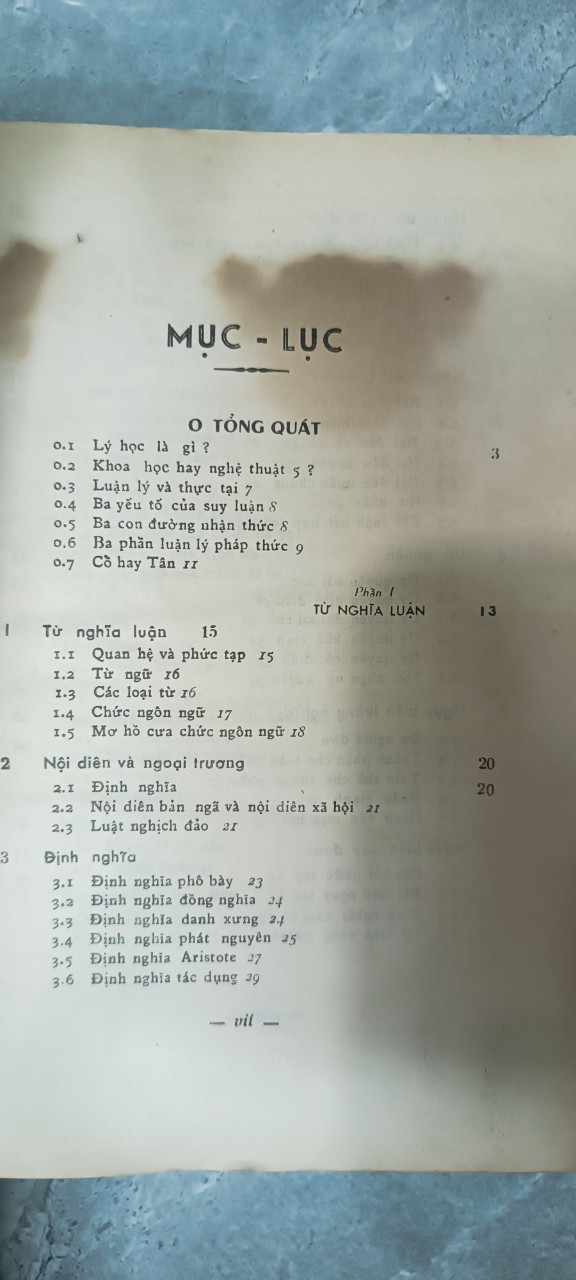 MỤC - LỤC
O TỔNG QUÁT
0.1 Lý học là gì ? 3
0.2 Khoa học hay nghệ thuật 5 ?
0.3 Luận lý và thực tại 7
0.4 Ba yếu tố của suy luận 8
0.5 Ba con đường nhận thức 8
0.6 Ba phần luận lý pháp thức 9
0.7 Cổ hay Tân 11
Phần I
TỪ NGHĨA LUẬN 13
1 Từ nghĩa luận 15
1.1 Quan hệ và phức tạp 15
1.2 Từ ngữ 16
1.3 Các loại từ 16
1.4 Chức ngôn ngữ 17
1.5 Mơ hồ cưa chức ngôn ngữ 18
2 Nội diên và ngoại trương 20
2.1 Định nghĩa 20
2.2 Nội diên bản ngã và nội diên xã hội 21
2.3 Luật nghịch đảo 21
3 Định nghĩa
3.1 Định nghĩa phô bày 23
3.2 Định nghĩa đồng nghĩa 24
3.3 Định nghĩa danh xưng 24
3.4 Định nghĩa phát nguyên 25
3.5 Định nghĩa Aristote 27
3.6 Định nghĩa tác dụng 29
— vii —